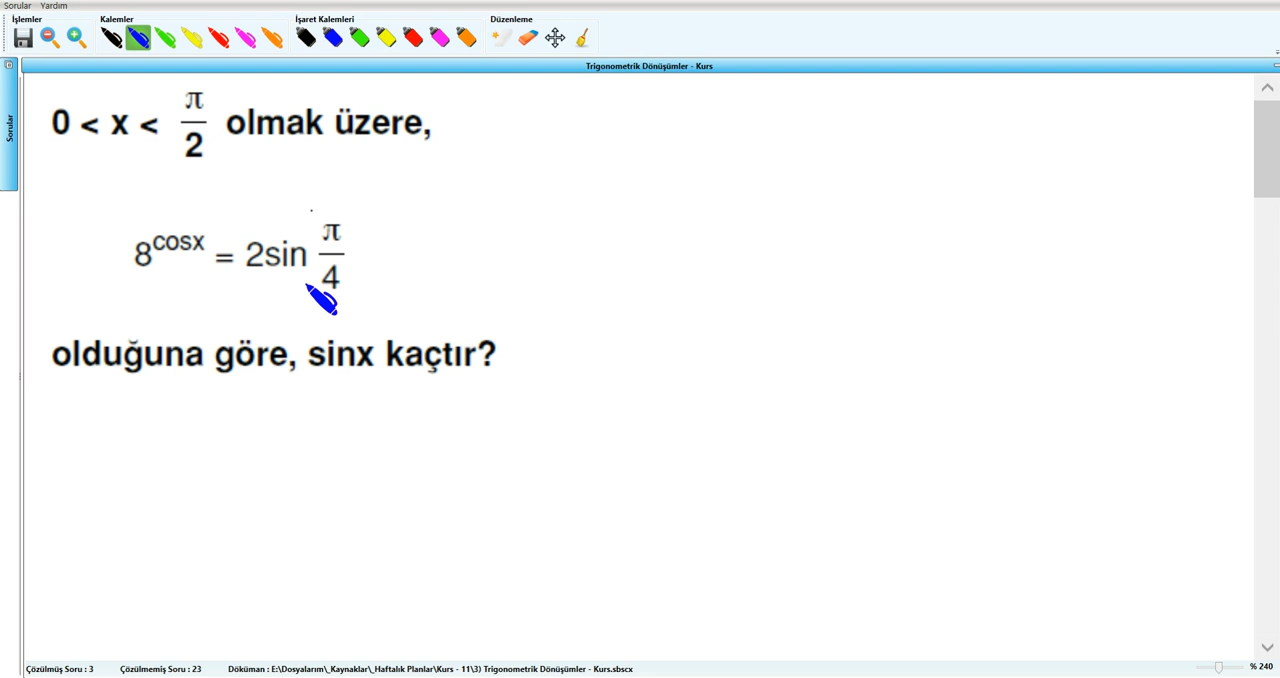 Sorular Yardım
İşlemler Kalemler İşaret Kalemleri Düzenleme
Trigonometrik Dönüşümler - Kurs
Sorular
0 < x < π/2 olmak üzere,
8^cosx = 2sin π/4
olduğuna göre, sinx kaçtır?
Çözülmüş Soru : 3 Çözülmemiş Soru : 23 Döküman : E:\Dosyalarım\_Kaynaklar\_Haftalık Planlar\Kurs - 11\3) Trigonometrik Dönüşümler - Kurs.sbscx % 240